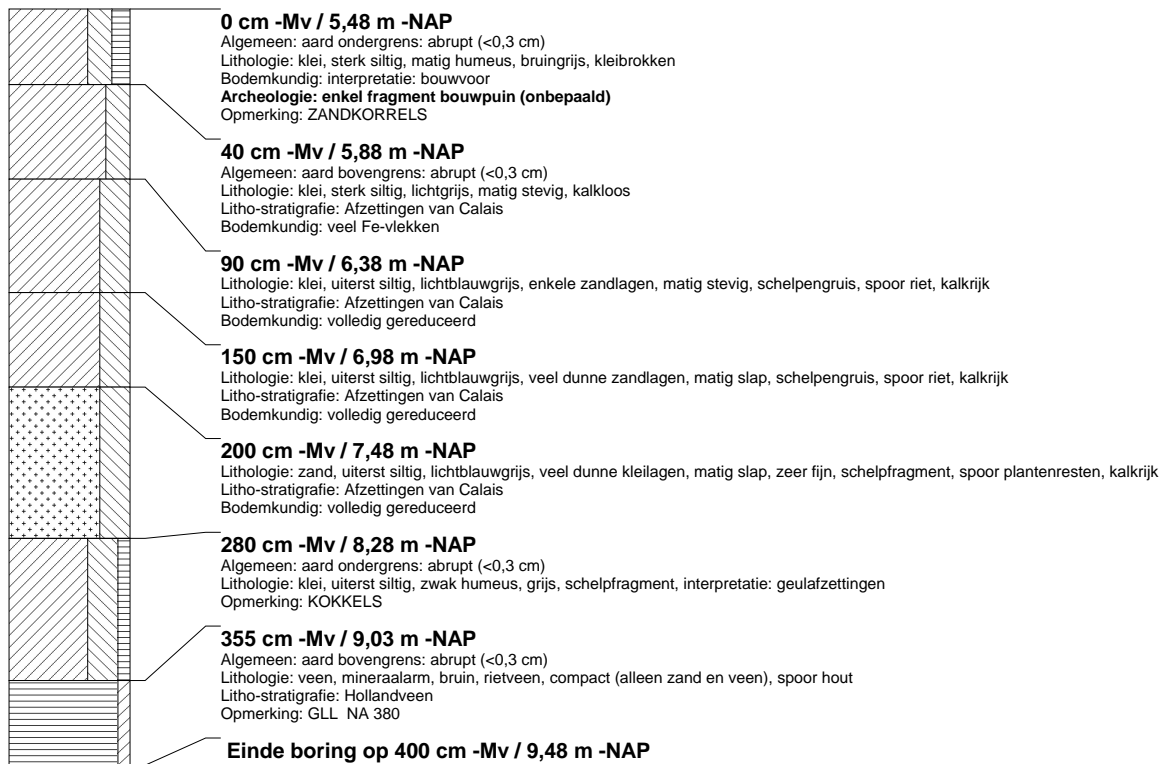 0 cm -Mv / 5,48 m -NAP
Algemeen: aard ondergrens: abrupt (<0,3 cm)
Lithologie: klei, sterk siltig, matig humeus, bruingrijs, kleibrokken
Bodemkundig: interpretatie: bouwvoor
Archeologie: enkel fragment bouwpuin (onbepaald)
Opmerking: ZANDKORRELS
40 cm -Mv / 5,88 m -NAP
Algemeen: aard bovengrens: abrupt (<0,3 cm)
Lithologie: klei, sterk siltig, lichtgrijs, matig stevig, kalkloos
Litho-stratigrafie: Afzettingen van Calais
Bodemkundig: veel Fe-vlekken
90 cm -Mv / 6,38 m -NAP
Lithologie: klei, uiterst siltig, lichtblauwgrijs, enkele zandlagen, matig stevig, schelpengruis, spoor riet, kalkrijk
Litho-stratigrafie: Afzettingen van Calais
Bodemkundig: volledig gereduceerd
150 cm -Mv / 6,98 m -NAP
Lithologie: klei, uiterst siltig, lichtblauwgrijs, veel dunne zandlagen, matig slap, schelpengruis, spoor riet, kalkrijk
Litho-stratigrafie: Afzettingen van Calais
Bodemkundig: volledig gereduceerd
200 cm -Mv / 7,48 m -NAP
Lithologie: zand, uiterst siltig, lichtblauwgrijs, veel dunne kleilagen, matig slap, zeer fijn, schelpfragment, spoor plantenresten, kalkrijk
Litho-stratigrafie: Afzettingen van Calais
Bodemkundig: volledig gereduceerd
280 cm -Mv / 8,28 m -NAP
Algemeen: aard ondergrens: abrupt (<0,3 cm)
Lithologie: klei, uiterst siltig, zwak humeus, grijs, schelpfragment, interpretatie: geulafzettingen
Opmerking: KOKKELS
355 cm -Mv / 9,03 m -NAP
Algemeen: aard bovengrens: abrupt (<0,3 cm)
Lithologie: veen, mineraalarm, bruin, rietveen, compact (alleen zand en veen), spoor hout
Litho-stratigrafie: Hollandveen
Opmerking: GLL NA 380
Einde boring op 400 cm -Mv / 9,48 m -NAP